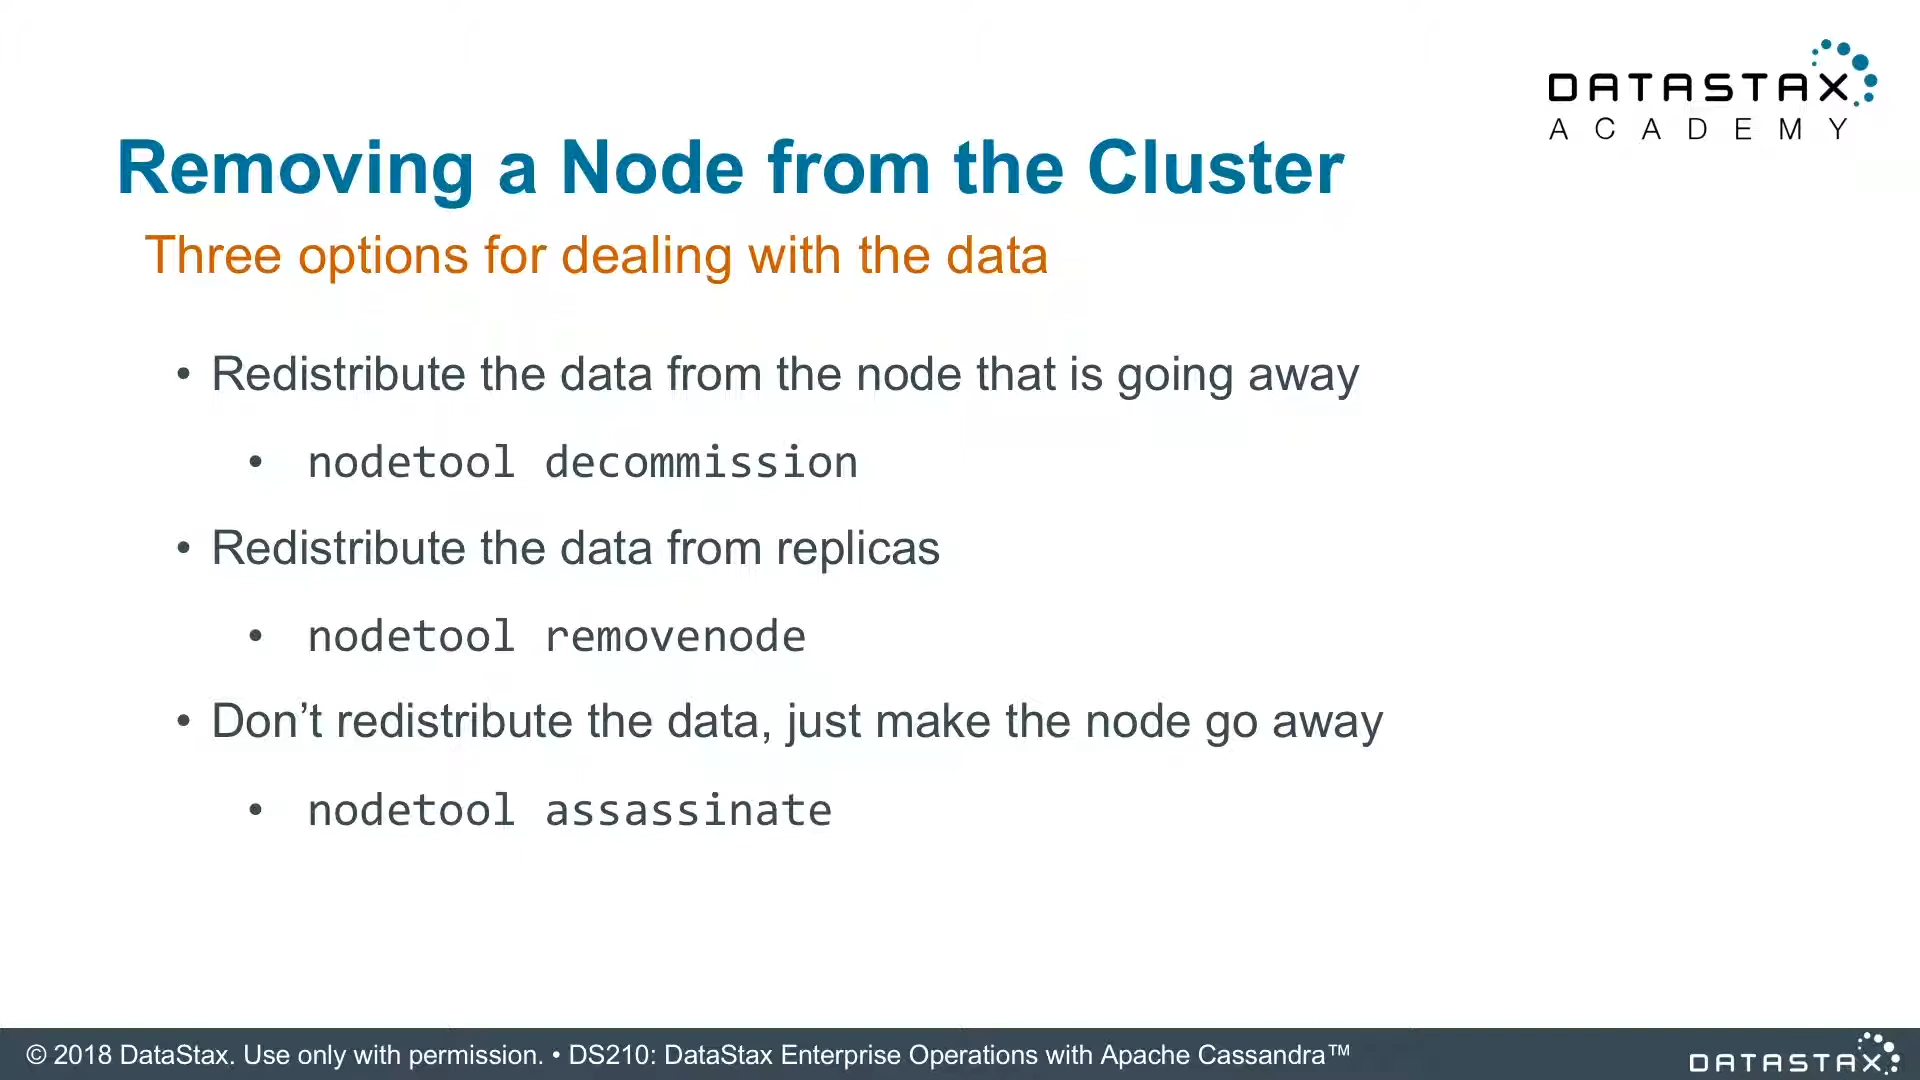 DATASTAX
ACADEMY
Removing a Node from the Cluster
Three options for dealing with the data
• Redistribute the data from the node that is going away
• nodetool decommission
• Redistribute the data from replicas
• nodetool removenode
• Don’t redistribute the data, just make the node go away
• nodetool assassinate
© 2018 DataStax. Use only with permission. • DS210: DataStax Enterprise Operations with Apache Cassandra™
DATASTAX